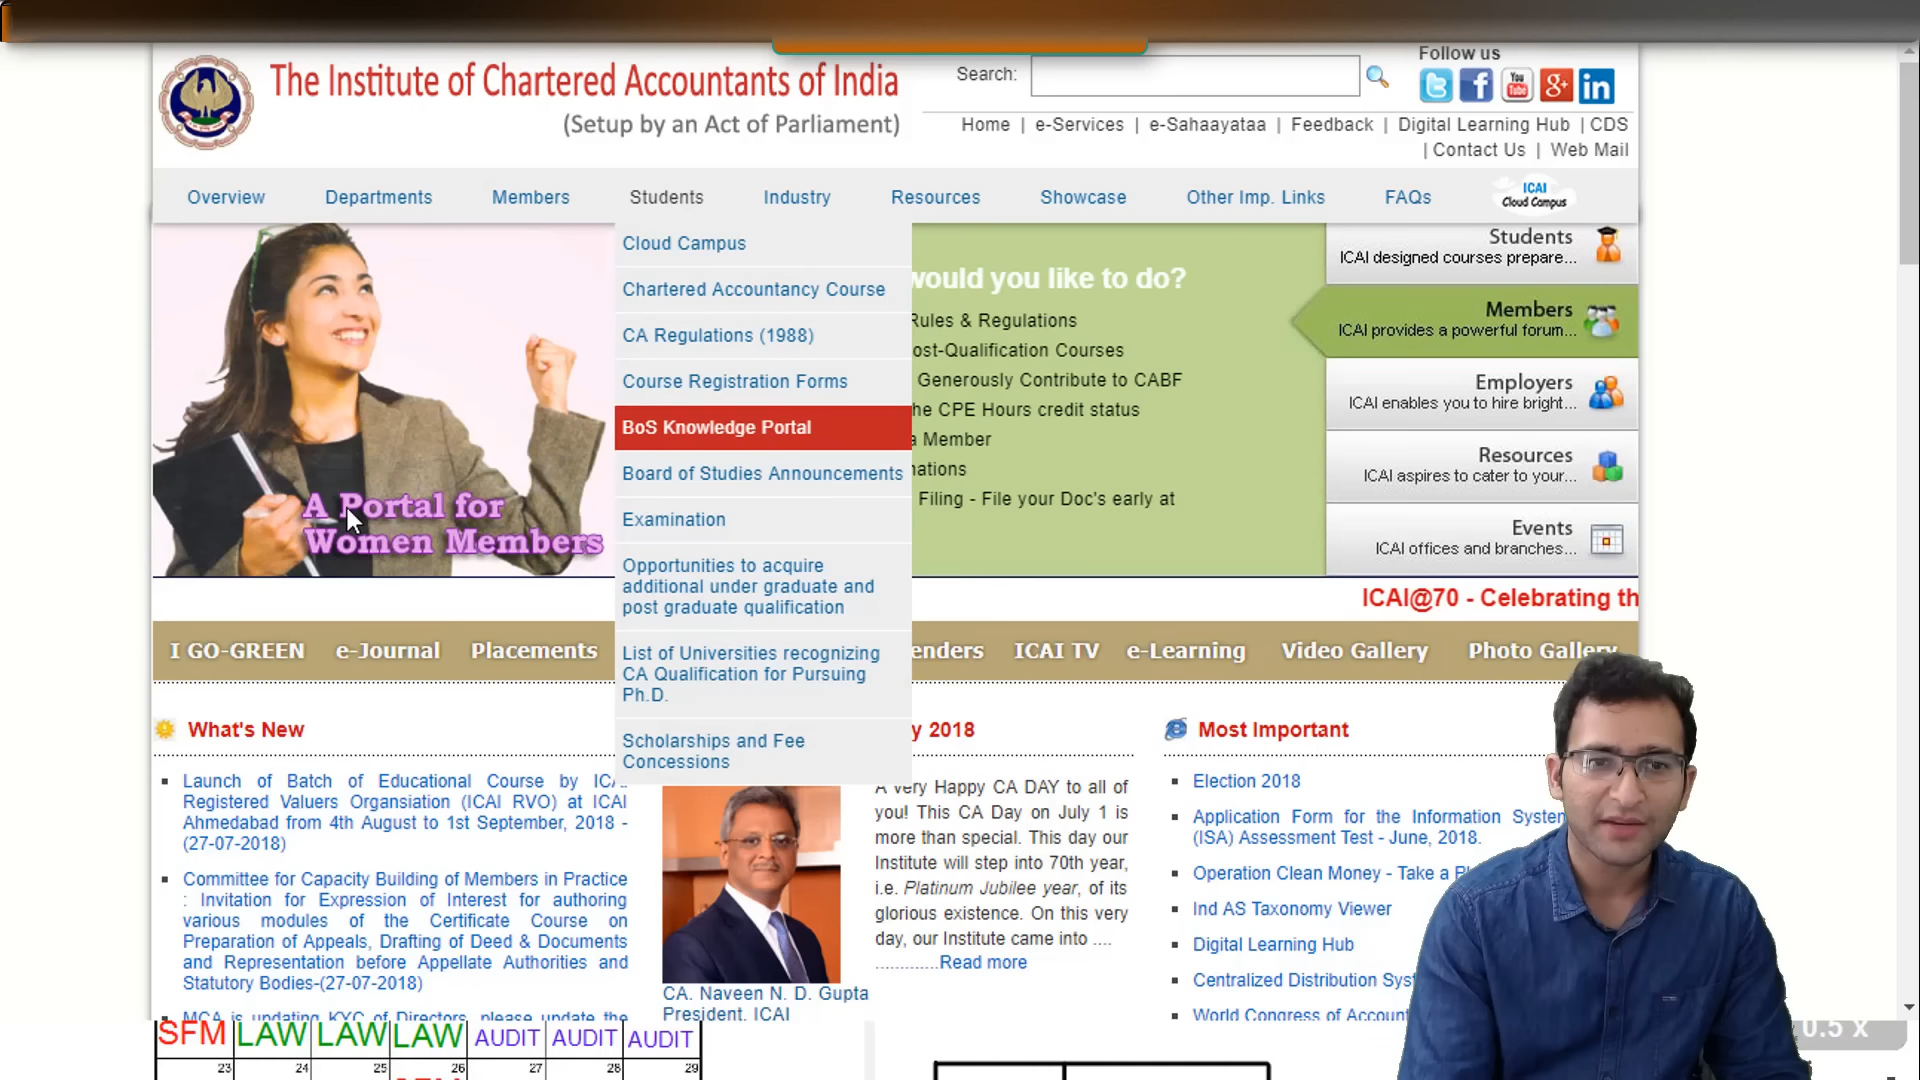 The Institute of Chartered Accountants of India
(Setup by an Act of Parliament)
Search:
Follow us
You Tube
Home | e-Services | e-Sahaayataa | Feedback | Digital Learning Hub | CDS
| Contact Us | Web Mail
Overview Departments Members Students Industry Resources Showcase Other Imp. Links FAQs ICAI Cloud Campus
Cloud Campus
Chartered Accountancy Course
CA Regulations (1988)
Course Registration Forms
BoS Knowledge Portal
Board of Studies Announcements
Examination
Opportunities to acquire
additional under graduate and
post graduate qualification
List of Universities recognizing
CA Qualification for Pursuing
Ph.D.
Scholarships and Fee
Concessions
A Portal for
Women Members
would you like to do?
Rules & Regulations
ost-Qualification Courses
Generously Contribute to CABF
he CPE Hours credit status
a Member
nations
Filing - File your Doc's early at
Students
ICAI designed courses prepare...
Members
ICAI provides a powerful forum...
Employers
ICAI enables you to hire bright...
Resources
ICAI aspires to cater to your...
Events
ICAI offices and branches...
ICAI@70 - Celebrating th
I GO-GREEN e-Journal Placements enders ICAI TV e-Learning Video Gallery Photo Gallery
What's New
Launch of Batch of Educational Course by ICA
Registered Valuers Organsiation (ICAI RVO) at ICAI
Ahmedabad from 4th August to 1st September, 2018 -
(27-07-2018)
Committee for Capacity Building of Members in Practice
: Invitation for Expression of Interest for authoring
various modules of the Certificate Course on
Preparation of Appeals, Drafting of Deed & Documents
and Representation before Appellate Authorities and
Statutory Bodies-(27-07-2018)
MCA is updating KYC of Directors, please update the
y 2018
A Very Happy CA DAY to all of
you! This CA Day on July 1 is
more than special. This day our
Institute will step into 70th year,
i.e. Platinum Jubilee year, of its
glorious existence. On this very
day, our Institute came into ....
.............Read more
CA. Naveen N. D. Gupta
President, ICAI
Most Important
Election 2018
Application Form for the Information System
(ISA) Assessment Test - June, 2018.
Operation Clean Money - Take a
Ind AS Taxonomy Viewer
Digital Learning Hub
Centralized Distribution Syst
World Congress of Account
0.5 x
SFM LAW LAW LAW AUDIT AUDIT AUDIT
23 24 25 26 27 28 29